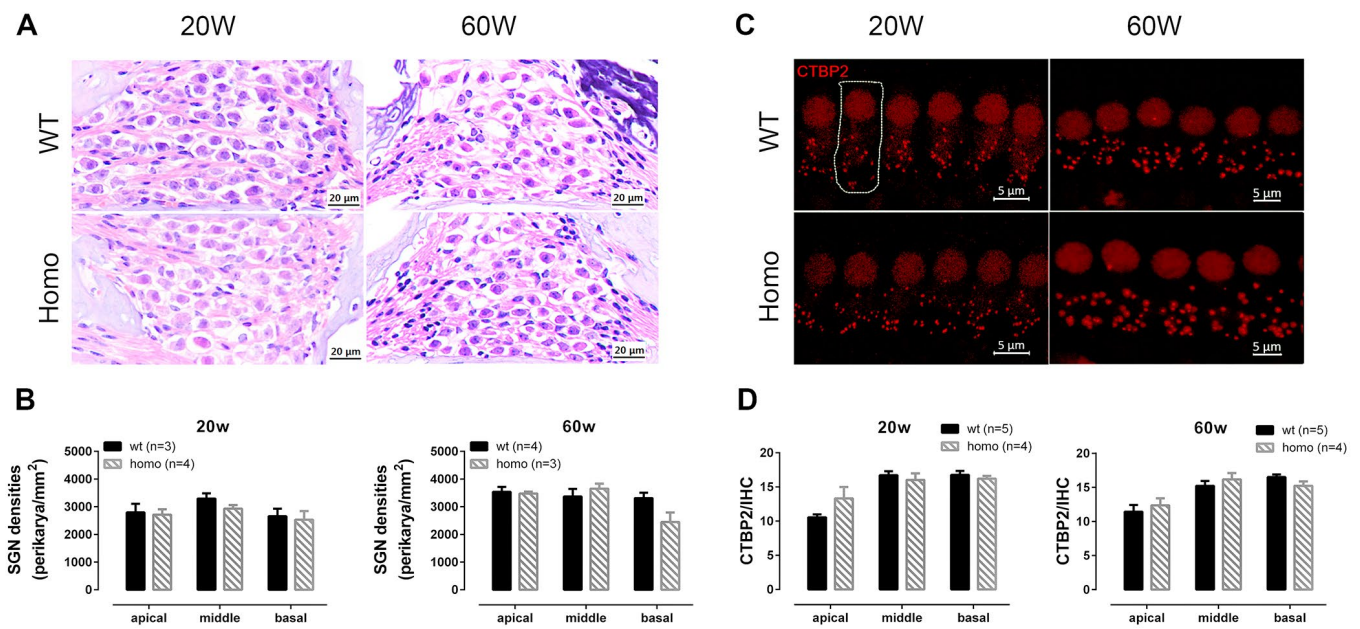 A
20W
60W
WT
20 µm
20 µm
Homo
20 µm
20 µm
C
20W
60W
WT
CTBP2
5 µm
5 µm
Homo
5 µm
5 µm
B
20w
wt (n=3)
homo (n=4)
SGN densities
(perikarya/mm²)
5000
4000
3000
2000
1000
0
apical middle basal
60w
wt (n=4)
homo (n=3)
SGN densities
(perikarya/mm²)
5000
4000
3000
2000
1000
0
apical middle basal
D
20w
wt (n=5)
homo (n=4)
CTBP2/IHC
20
15
10
5
0
apical middle basal
60w
wt (n=5)
homo (n=4)
CTBP2/IHC
20
15
10
5
0
apical middle basal